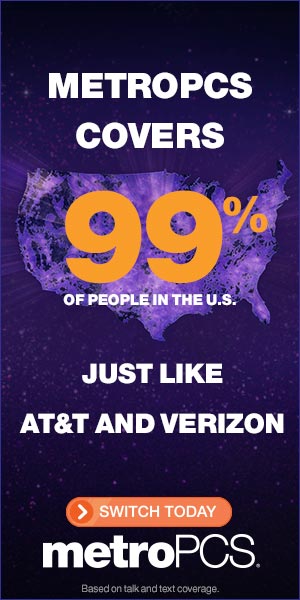 METROPCS
COVERS
99%
OF PEOPLE IN THE U.S.
JUST LIKE
AT&T AND VERIZON
SWITCH TODAY
metroPCS.
Based on talk and text coverage.